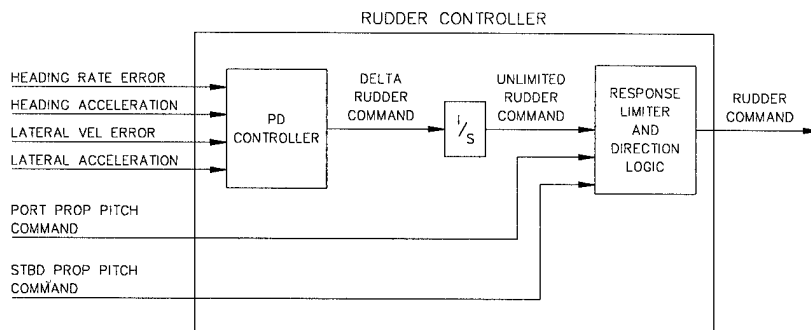 RUDDER CONTROLLER
HEADING RATE ERROR
HEADING ACCELERATION
LATERAL VEL ERROR
LATERAL ACCELERATION
PD
CONTROLLER
DELTA
RUDDER
COMMAND
1/S
UNLIMITED
RUDDER
COMMAND
RESPONSE
LIMITER
AND
DIRECTION
LOGIC
RUDDER
COMMAND
PORT PROP PITCH
COMMAND
STBD PROP PITCH
COMMAND